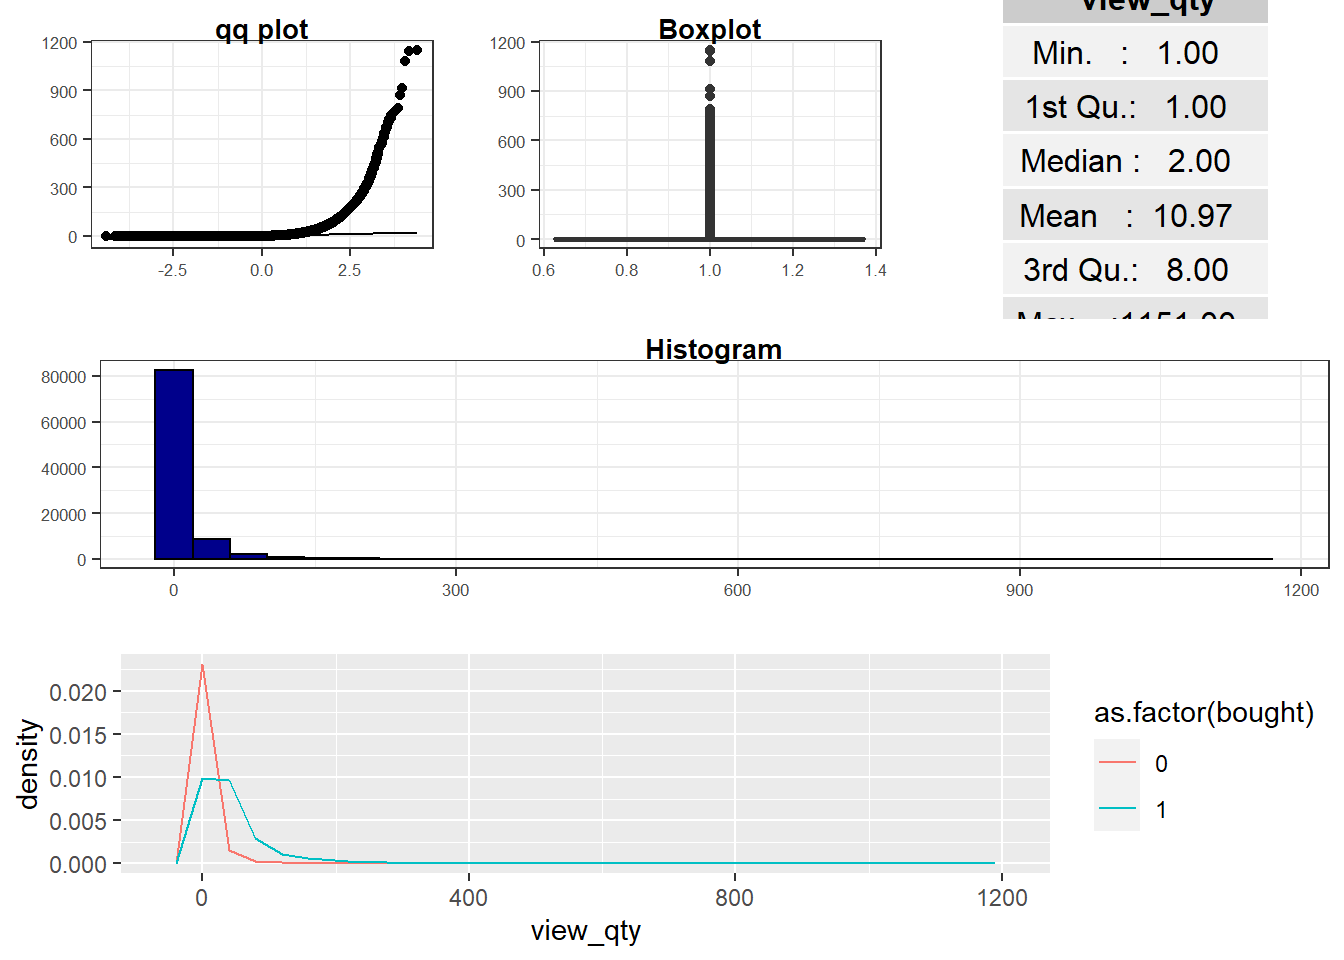 qq plot
1200
900
600
300
0
-2.5 0.0 2.5
Boxplot
1200
900
600
300
0
0.6 0.8 1.0 1.2 1.4
view_qty
Min. : 1.00
1st Qu.: 1.00
Median : 2.00
Mean : 10.97
3rd Qu.: 8.00
Max. :1151.00
Histogram
80000
60000
40000
20000
0
0 300 600 900 1200
density
0.020
0.015
0.010
0.005
0.000
0 400 800 1200
view_qty
as.factor(bought)
0
1